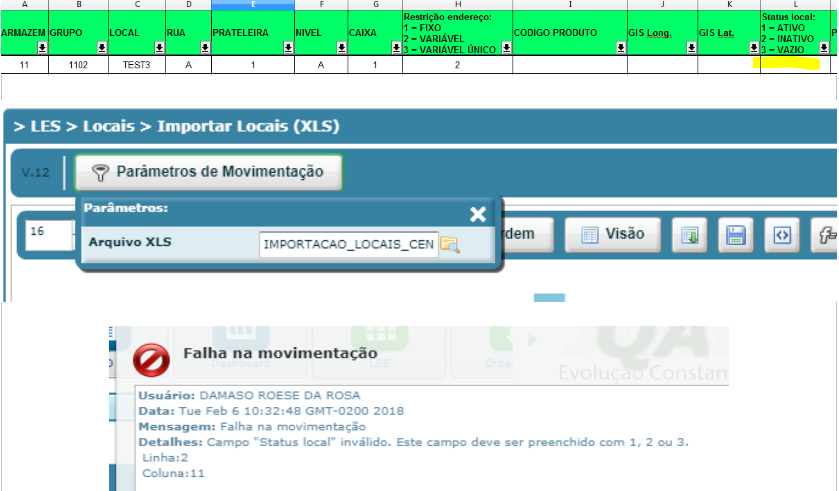 A B C D E F G H I J K L
ARMAZEM GRUPO LOCAL RUA PRATELEIRA NIVEL CAIXA Restrição endereço: 1 – FIXO 2 – VARIÁVEL 3 – VARIÁVEL ÚNICO CODIGO PRODUTO GIS Long. GIS Lat. Status local: 1 – ATIVO 2 – INATIVO 3 – VAZIO P
11 1102 TEST3 A 1 A 1 2
> LES > Locais > Importar Locais (XLS)
V.12 Parâmetros de Movimentação
Parâmetros:
Arquivo XLS IMPORTACAO_LOCAIS_CEN
16 rdem Visão
Falha na movimentação
Dashboard LES Crite
QA
Evolução Constan
Usuário: DAMASO ROESE DA ROSA
Data: Tue Feb 6 10:32:48 GMT-0200 2018
Mensagem: Falha na movimentação
Detalhes: Campo "Status local" inválido. Este campo deve ser preenchido com 1, 2 ou 3.
Linha:2
Coluna:11